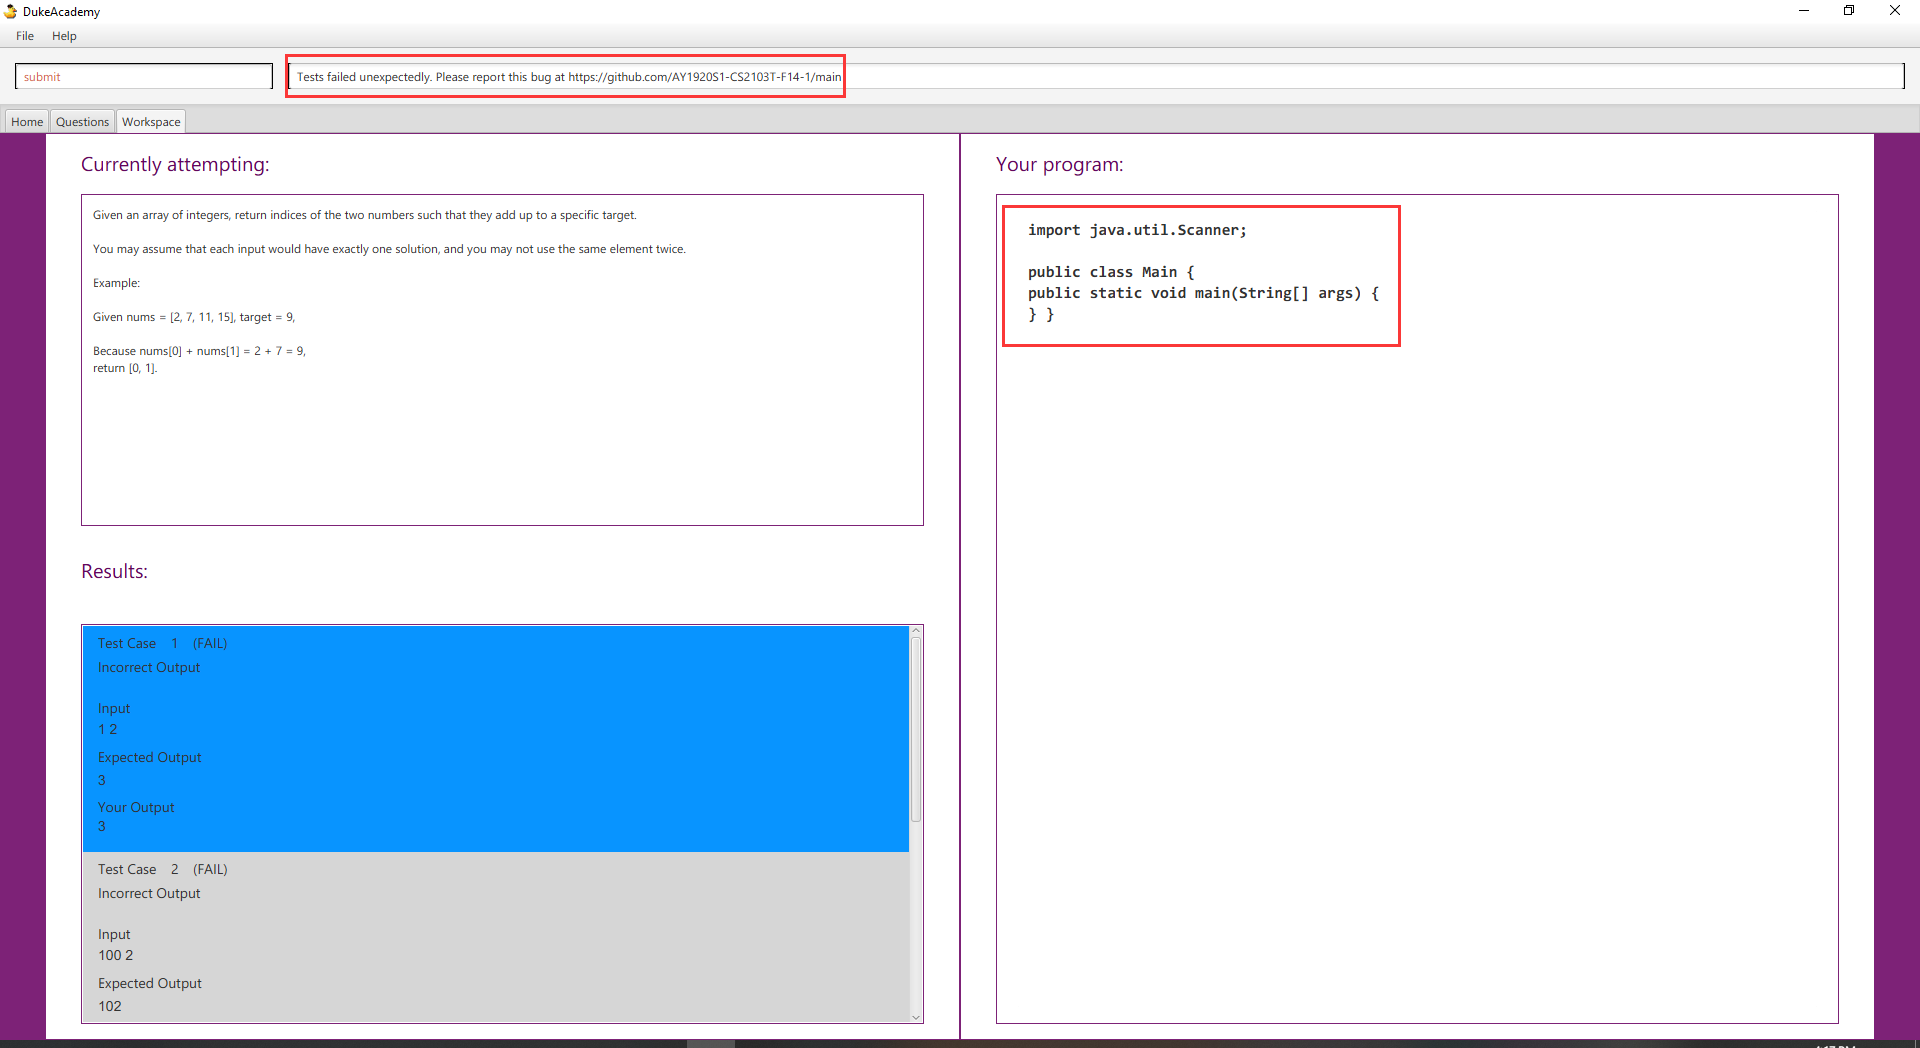 DukeAcademy
File Help
submit
Tests failed unexpectedly. Please report this bug at https://github.com/AY1920S1-CS2103T-F14-1/main
Home Questions Workspace
Currently attempting:
Given an array of integers, return indices of the two numbers such that they add up to a specific target.
You may assume that each input would have exactly one solution, and you may not use the same element twice.
Example:
Given nums = [2, 7, 11, 15], target = 9,
Because nums[0] + nums[1] = 2 + 7 = 9,
return [0, 1].
Results:
Test Case 1 (FAIL)
Incorrect Output
Input
1 2
Expected Output
3
Your Output
3
Test Case 2 (FAIL)
Incorrect Output
Input
100 2
Expected Output
102
Your program:
import java.util.Scanner;
public class Main {
public static void main(String[] args) {
} }